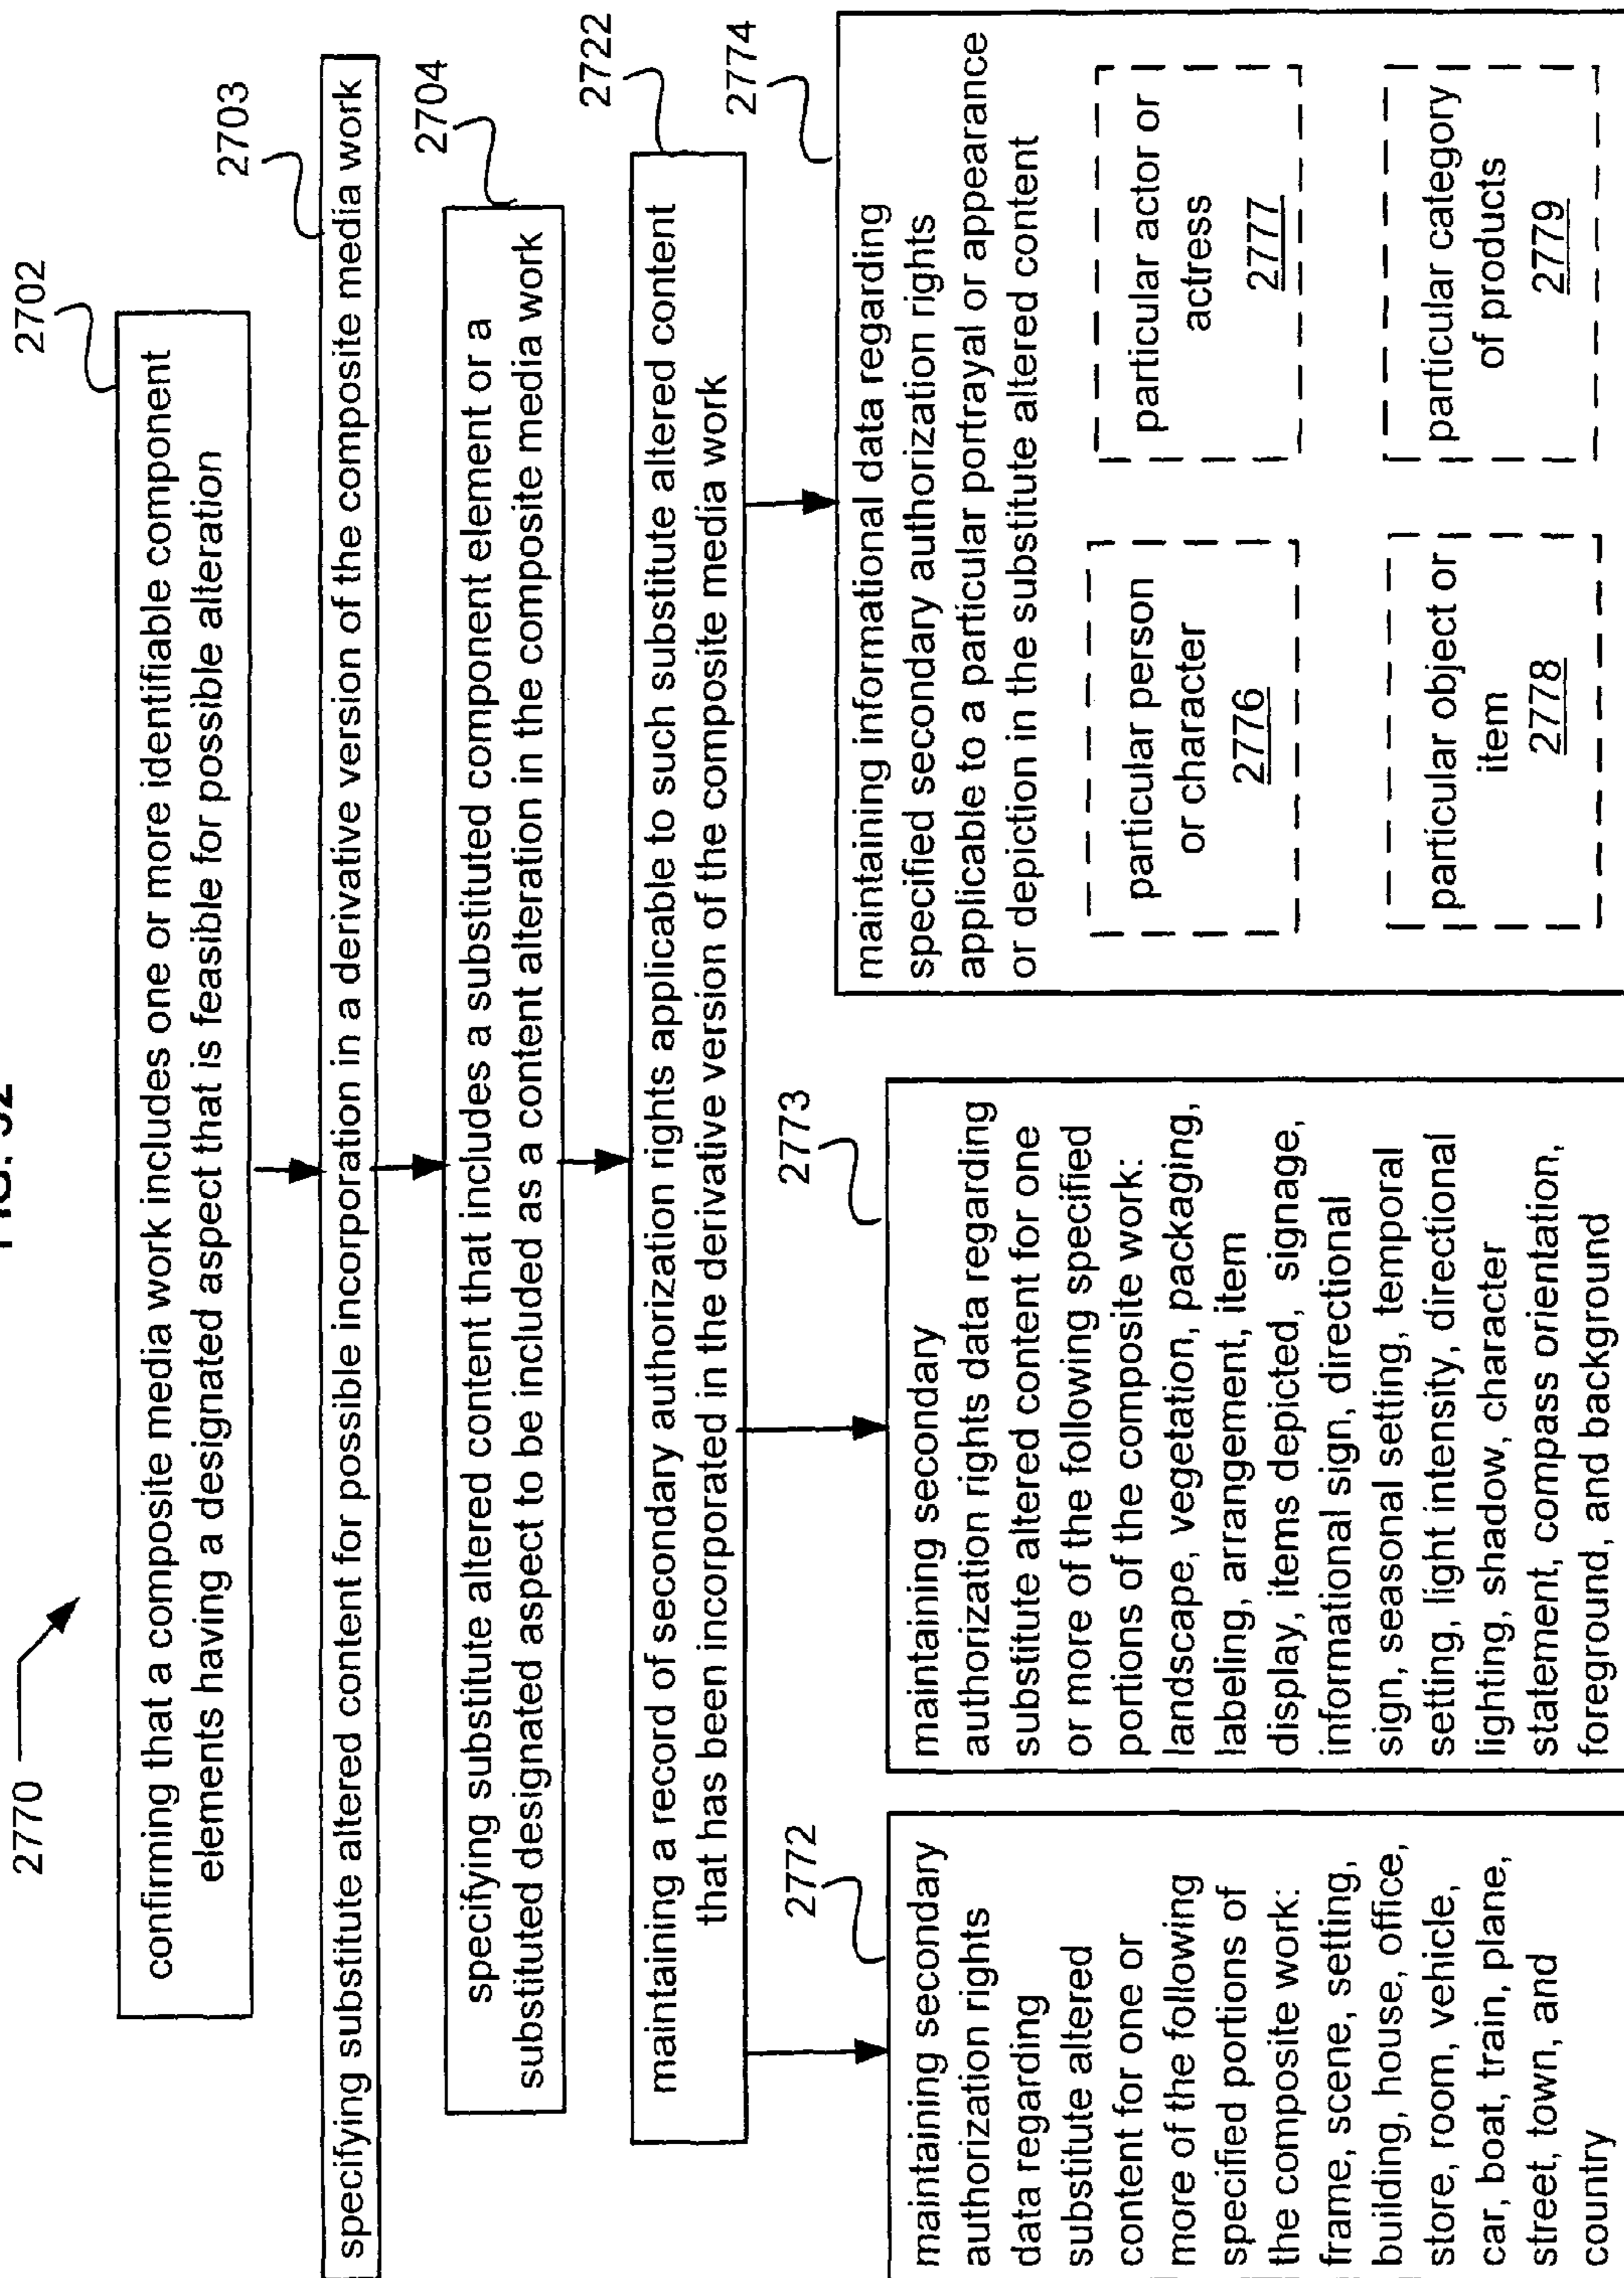 2770
2702
confirming that a composite media work includes one or more identifiable component
elements having a designated aspect that is feasible for possible alteration
2703
specifying substitute altered content for possible incorporation in a derivative version of the composite media work
2704
specifying substitute altered content that includes a substituted component element or a
substituted designated aspect to be included as a content alteration in the composite media work
2722
maintaining a record of secondary authorization rights applicable to such substitute altered content
that has been incorporated in the derivative version of the composite media work
2772
maintaining secondary
authorization rights
data regarding
substitute altered
content for one or
more of the following
specified portions of
the composite work:
frame, scene, setting,
building, house, office,
store, room, vehicle,
car, boat, train, plane,
street, town, and
country
2773
maintaining secondary
authorization rights data regarding
substitute altered content for one
or more of the following specified
portions of the composite work:
landscape, vegetation, packaging,
labeling, arrangement, item
display, items depicted, signage,
informational sign, directional
sign, seasonal setting, temporal
setting, light intensity, directional
lighting, shadow, character
statement, compass orientation,
foreground, and background
2774
maintaining informational data regarding
specified secondary authorization rights
applicable to a particular portrayal or appearance
or depiction in the substitute altered content
particular person
or character
2776
particular actor or
actress
2777
particular object or
item
2778
particular category
of products
2779